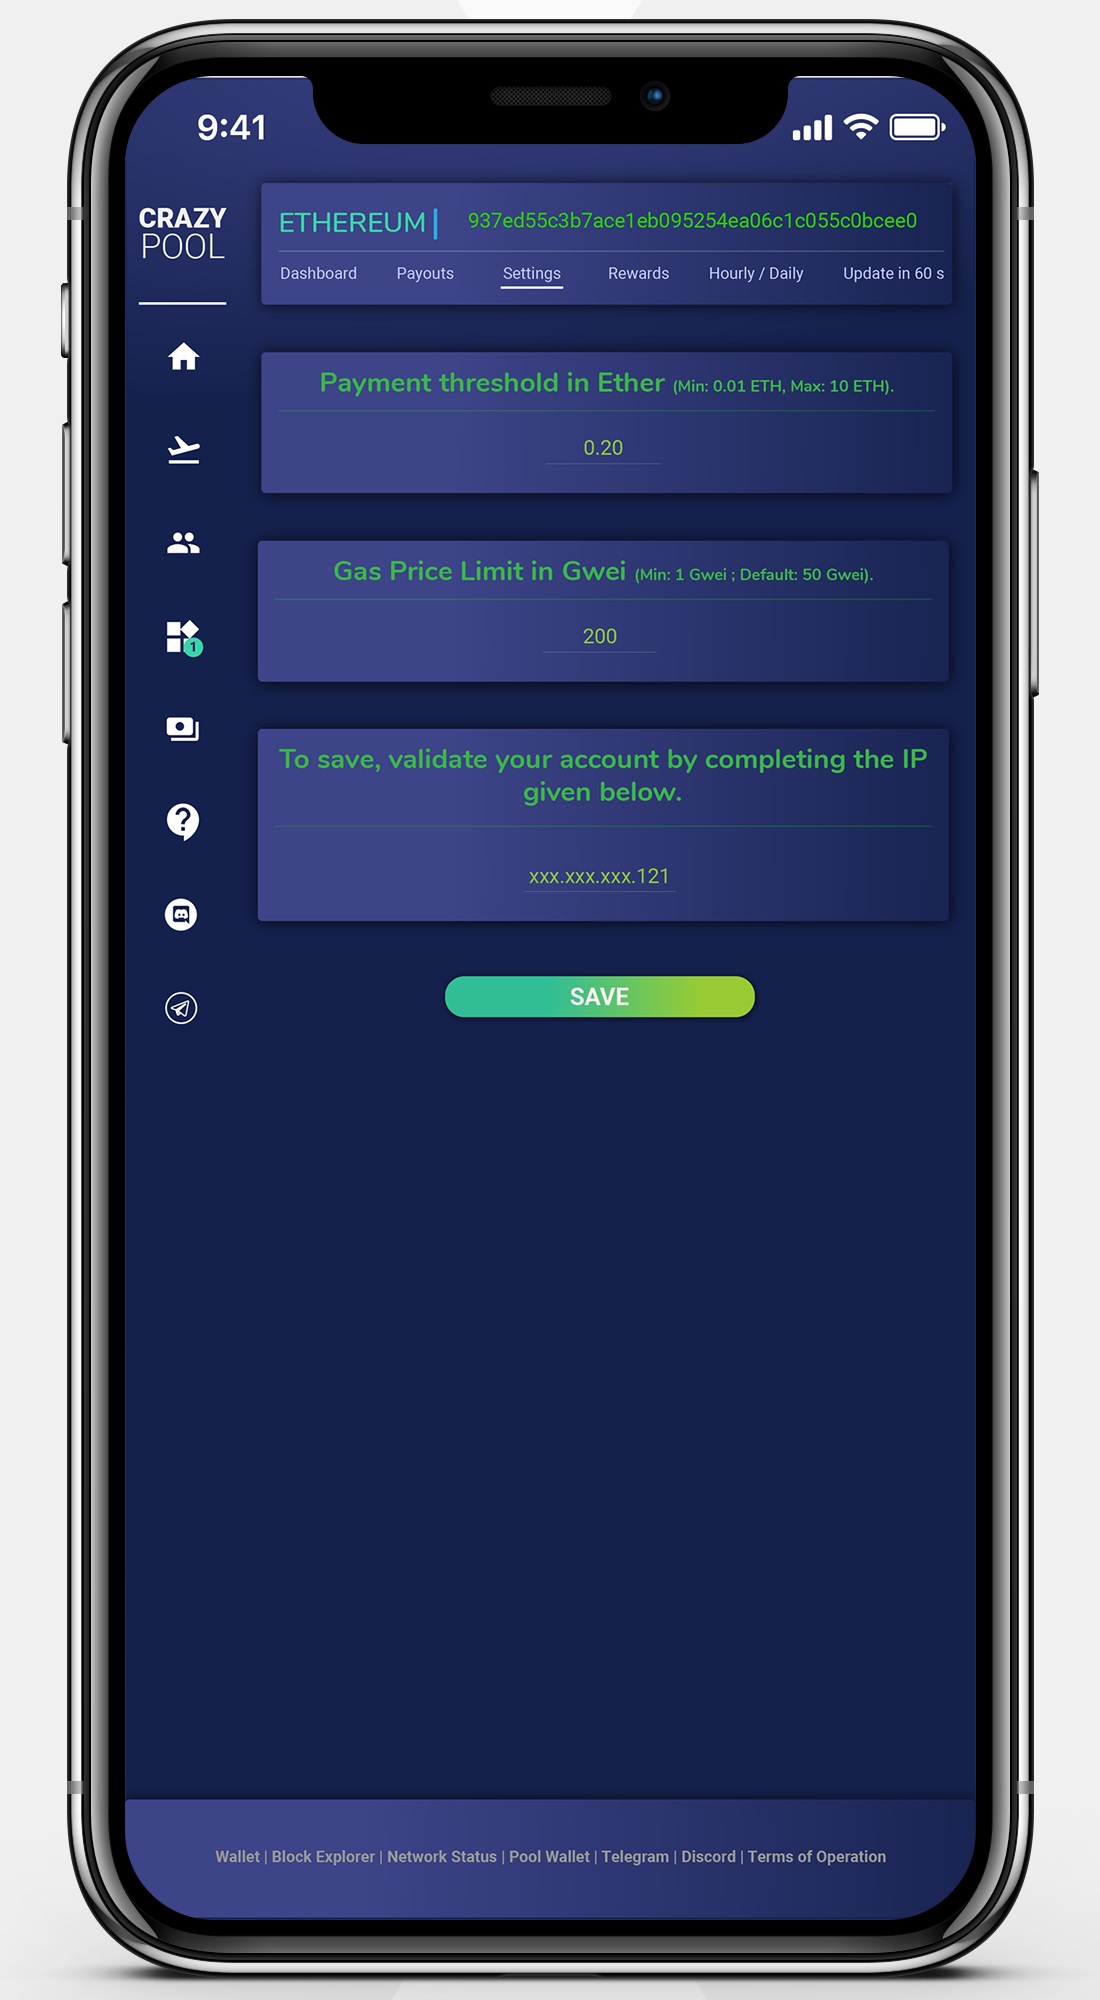 9:41
CRAZY
POOL
ETHEREUM
937ed55c3b7ace1eb095254ea06c1c055c0bcee0
Dashboard Payouts Settings Rewards Hourly / Daily Update in 60 s
Payment threshold in Ether (Min: 0.01 ETH, Max: 10 ETH).
0.20
Gas Price Limit in Gwei (Min: 1 Gwei ; Default: 50 Gwei).
200
1
To save, validate your account by completing the IP
given below.
xxx.xxx.xxx.121
SAVE
Wallet | Block Explorer | Network Status | Pool Wallet | Telegram | Discord | Terms of Operation